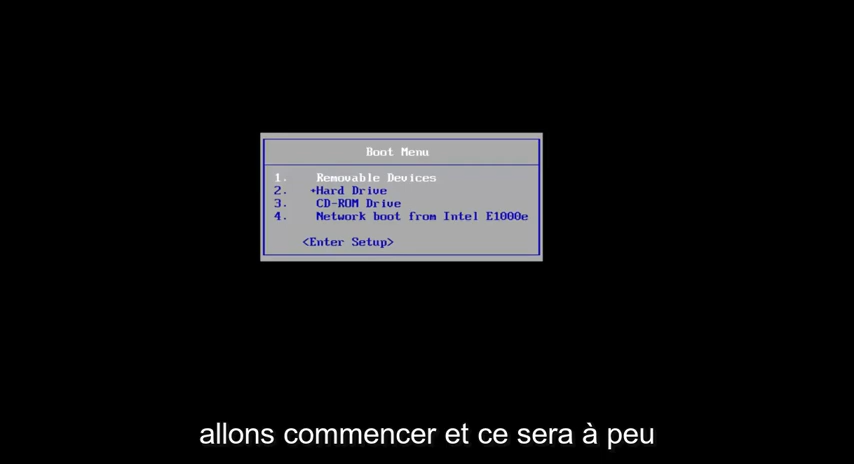 Boot Menu
1. Removable Devices
2. +Hard Drive
3. CD-ROM Drive
4. Network boot from Intel E1000e
<Enter Setup>
allons commencer et ce sera à peu